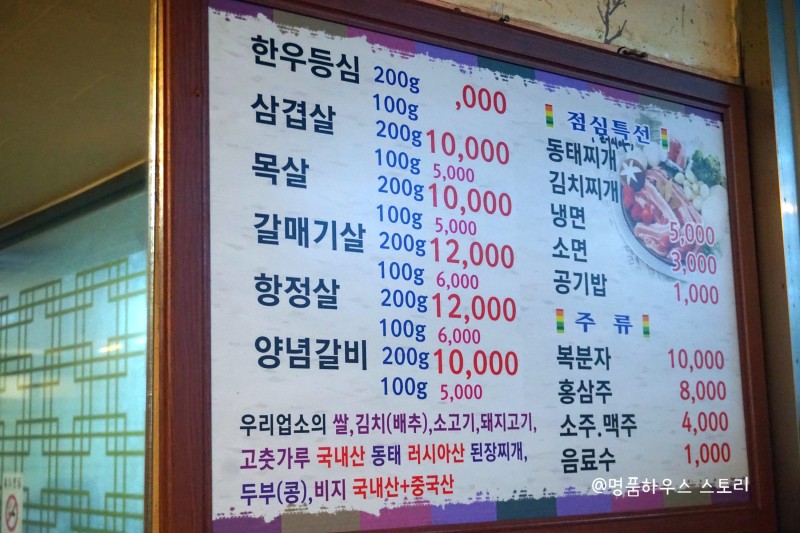 한우등심 200g ,000
100g
삼겹살 200g 10,000
100g 5,000
목살 200g 10,000
100g 5,000
갈매기살 200g 12,000
100g 6,000
항정살 200g 12,000
100g 6,000
양념갈비 200g 10,000
100g 5,000
우리업소의 쌀,김치(배추),소고기,돼지고기,
고춧가루 국내산 동태 러시아산 된장찌개,
두부(콩),비지 국내산+중국산
점심특선
동태찌개
김치찌개
냉면 5,000
소면 3,000
공기밥 1,000
주 류
복분자 10,000
홍삼주 8,000
소주.맥주 4,000
음료수 1,000
@명품하우스 스토리